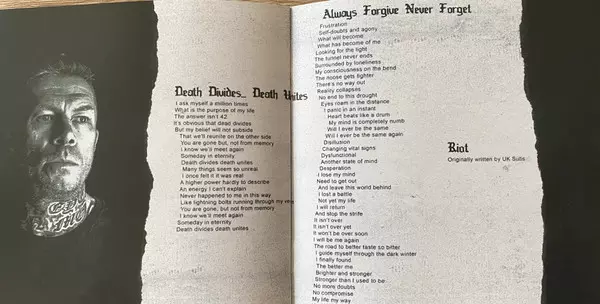 Death Divides... Death Unites
I ask myself a million times
What is the purpose of my life
The answer isn't 42
It's obvious that dead divides
But my belief will not subside
That we'll reunite on the other side
You are gone but, not from memory
I know we'll meet again
Someday in eternity
Death divides death unites
Many things seem so unreal
I once felt it was real
A higher power hardly to describe
An energy I can't explain
Never happened to me in this way
Like lightning bolts running through my
You are gone, but not from memory
I know we'll meet again
Someday in eternity
Death divides death unites
Always Forgive Never Forget
Frustration
Self-doubts and agony
What will become
What has become of me
Looking for the light
The tunnel never ends
Surrounded by loneliness
My consciousness on the bend
The noose gets tighter
There's no way out
Reality collapses
No end to this drought
Eyes roam in the distance
I panic in an instant
Heart beats like a drum
My mind is completely numb
Will I ever be the same
Will I ever be the same again
Disillusion
Changing vital signs
Dysfunctional
Another state of mind
Desperation
I lose my mind
Need to get out
And leave this world behind
I lost a battle
Not yet my life
I will return
And stop the strife
It isn't over
It isn't over yet
It won't be over soon
I will be me again
The road to better taste so bitter
I guide myself through the dark winter
I finally found
The better me
Brighter and stronger
Stronger than I used to be
No more doubts
No compromise
My life my way
Riot
Originally written by UK Subs